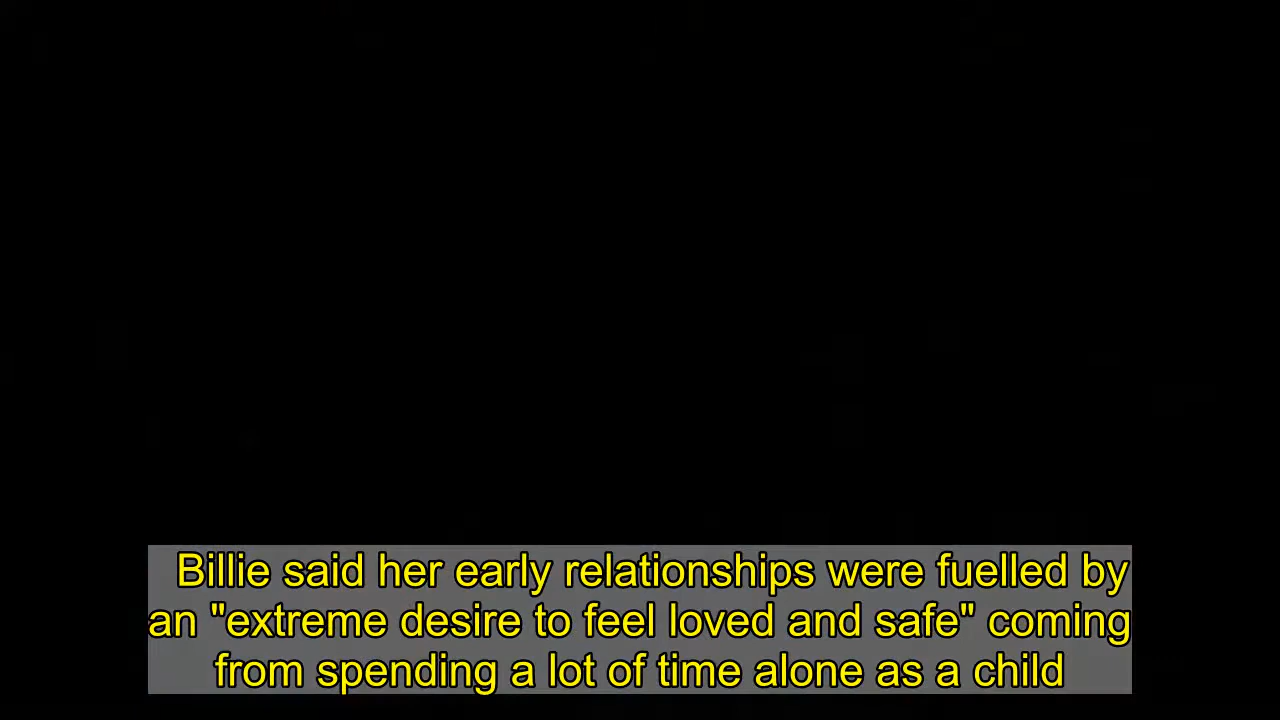 Billie said her early relationships were fuelled by
an "extreme desire to feel loved and safe" coming
from spending a lot of time alone as a child